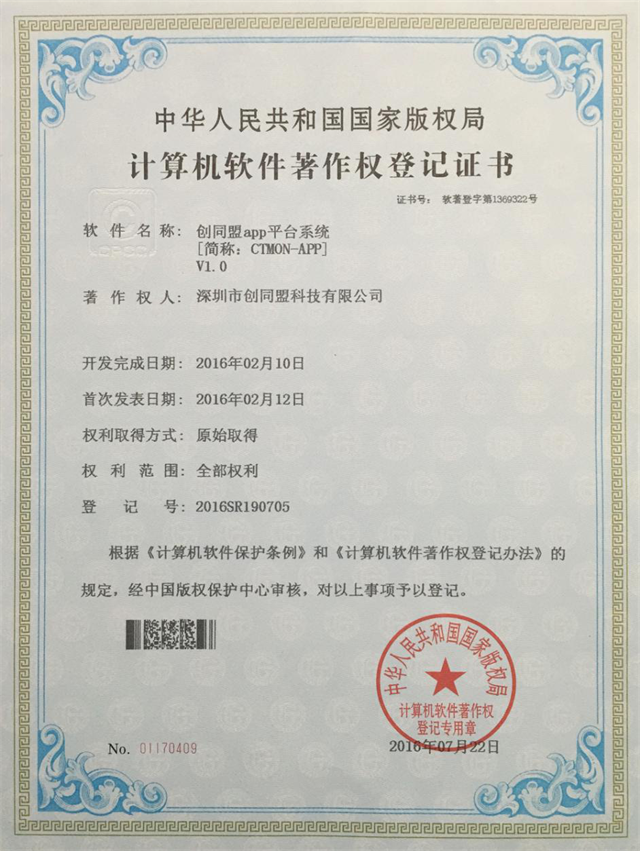 中华人民共和国国家版权局
计算机软件著作权登记证书
证书号： 软著登字第1369322号
软件名称： 创同盟app平台系统
[简称：CTMON-APP]
V1.0
CPCC
著作权人： 深圳市创同盟科技有限公司
开发完成日期： 2016年02月10日
首次发表日期： 2016年02月12日
权利取得方式： 原始取得
权利范围： 全部权利
登记号： 2016SR190705
根据《计算机软件保护条例》和《计算机软件著作权登记办法》的
规定，经中国版权保护中心审核，对以上事项予以登记。
中华人民共和国国家版权局
计算机软件著作权
登记专用章
No. 01170409
2016年07月22日